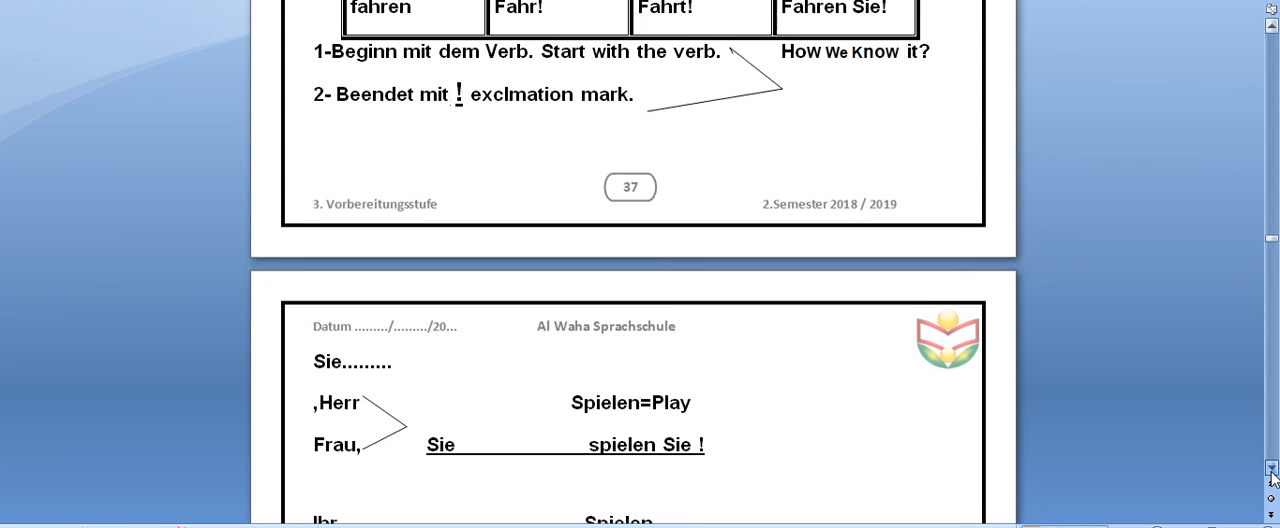 fahren Fahr! Fahrt! Fahren Sie!
1-Beginn mit dem Verb. Start with the verb. HoW We Know it?
2- Beendet mit ! exclmation mark.
37
3. Vorbereitungsstufe 2.Semester 2018 / 2019
Datum ........./........./20... Al Waha Sprachschule
Sie.........
,Herr Spielen=Play
Frau, Sie spielen Sie !
Ihr Spielen